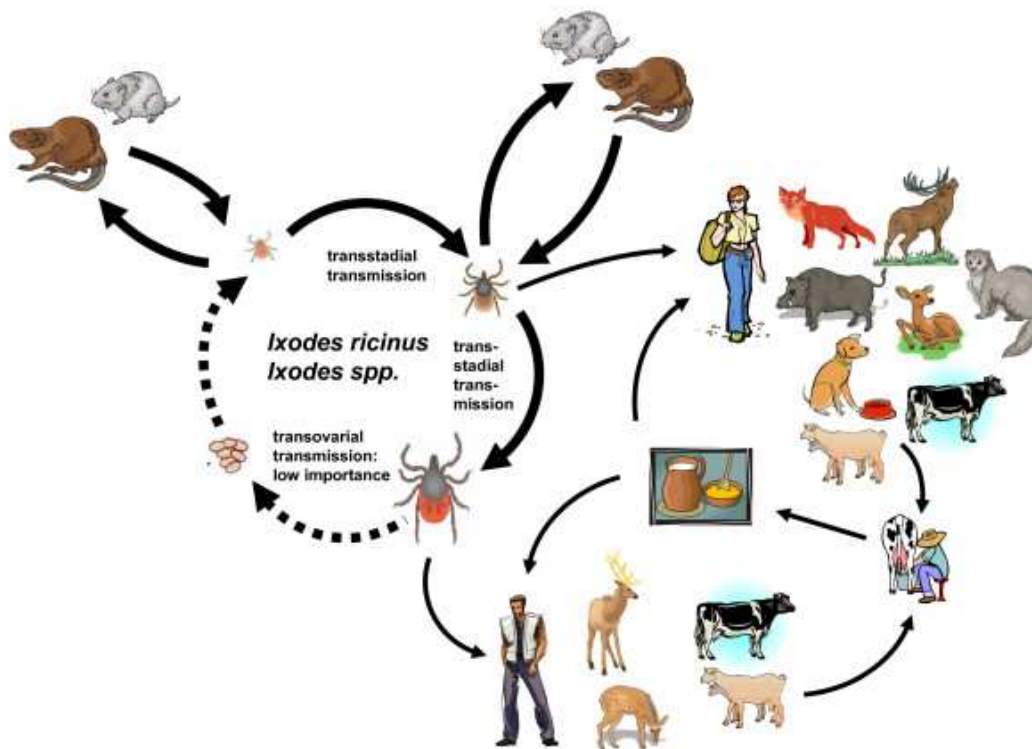 transstadial
transmission
Ixodes ricinus
Ixodes spp.
trans-
stadial
trans-
mission
transovarial
transmission:
low importance